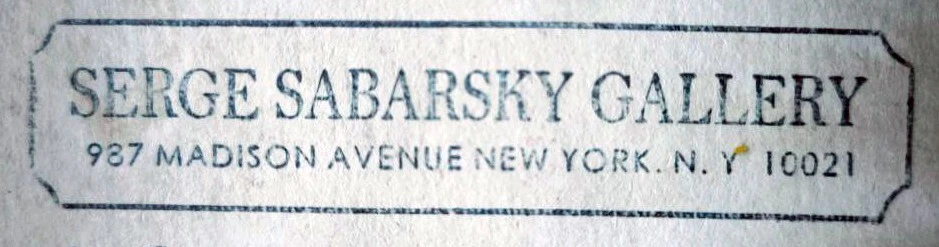 SERGE SABARSKY GALLERY
987 MADISON AVENUE NEW YORK. N. Y 10021